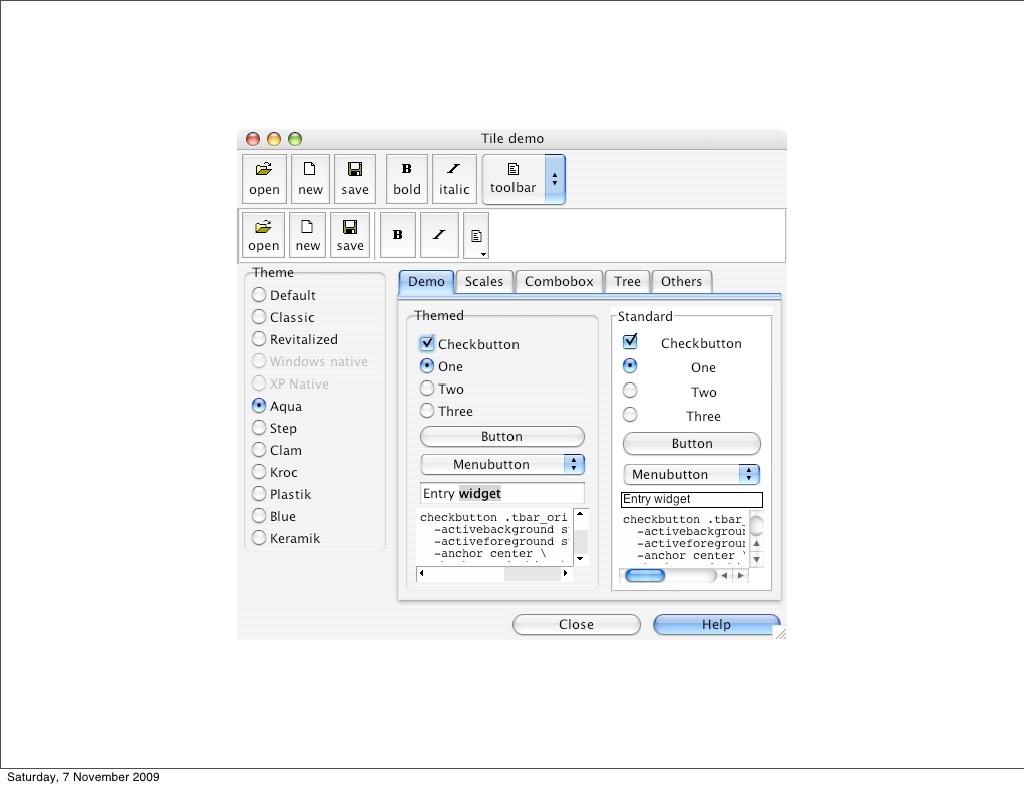 Tile demo
open new save bold italic toolbar
open new save B I
Theme
Default
Classic
Revitalized
Windows native
XP Native
Aqua
Step
Clam
Kroc
Plastik
Blue
Keramik
Demo Scales Combobox Tree Others
Themed
Checkbutton
One
Two
Three
Button
Menubutton
Entry widget
checkbutton .tbar_ori
-activebackground s
-activeforeground s
-anchor center \
Standard
Checkbutton
One
Two
Three
Button
Menubutton
Entry widget
checkbutton .tbar_
-activebackgroun
-activeforegroun
-anchor center \
Close Help
Saturday, 7 November 2009